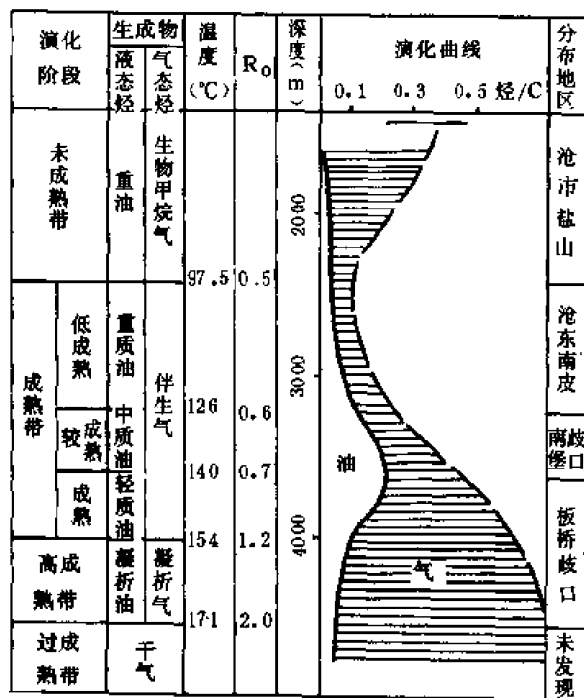 演化阶段
生成物
液态烃
气态烃
温度(℃)
Ro
深度(m)
演化曲线
0.1 0.3 0.5 烃/C
分布地区
未成熟带
重油
生物甲烷气
2000
沧市盐山
97.5 0.5
成熟带
低成熟
重质油
伴生气
3000
沧东南皮
126 0.6
较成熟
中质油
南堡歧口
140 0.7
油
成熟
轻质油
154 1.2
4000
板桥歧口
高成熟带
凝析油
凝析气
气
171 2.0
过成熟带
干气
未发现